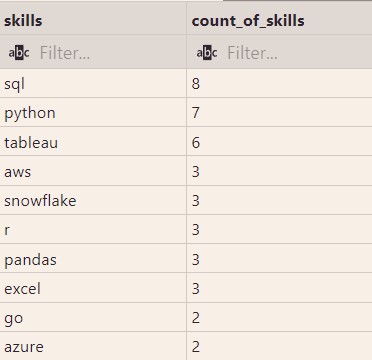 skills count_of_skills
abc Filter... abc Filter...
sql 8
python 7
tableau 6
aws 3
snowflake 3
r 3
pandas 3
excel 3
go 2
azure 2